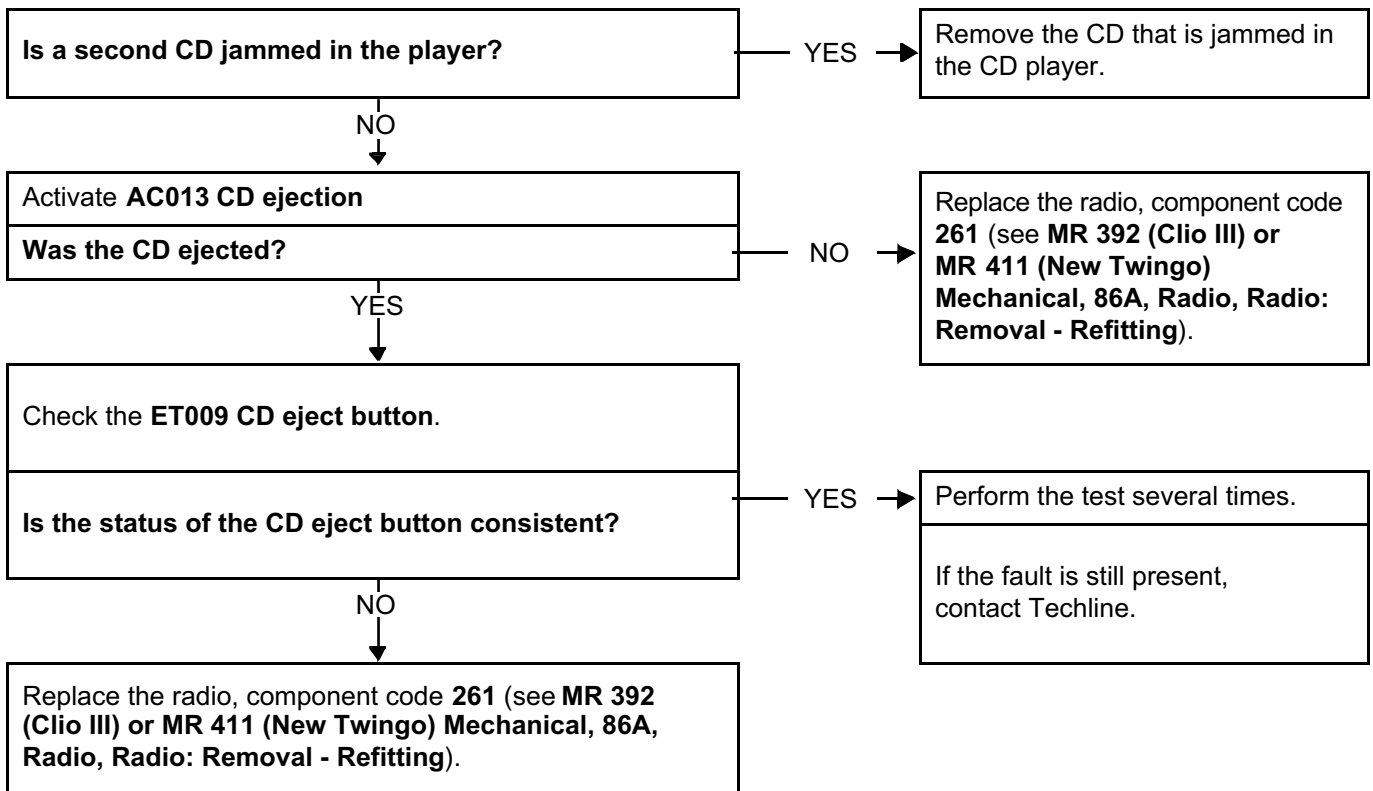 Is a second CD jammed in the player?
YES
Remove the CD that is jammed in
the CD player.
NO
Activate AC013 CD ejection
Was the CD ejected?
NO
Replace the radio, component code
261 (see MR 392 (Clio III) or
MR 411 (New Twingo)
Mechanical, 86A, Radio, Radio:
Removal - Refitting).
YES
Check the ET009 CD eject button.
Is the status of the CD eject button consistent?
YES
Perform the test several times.
If the fault is still present,
contact Techline.
NO
Replace the radio, component code 261 (see MR 392
(Clio III) or MR 411 (New Twingo) Mechanical, 86A,
Radio, Radio: Removal - Refitting).